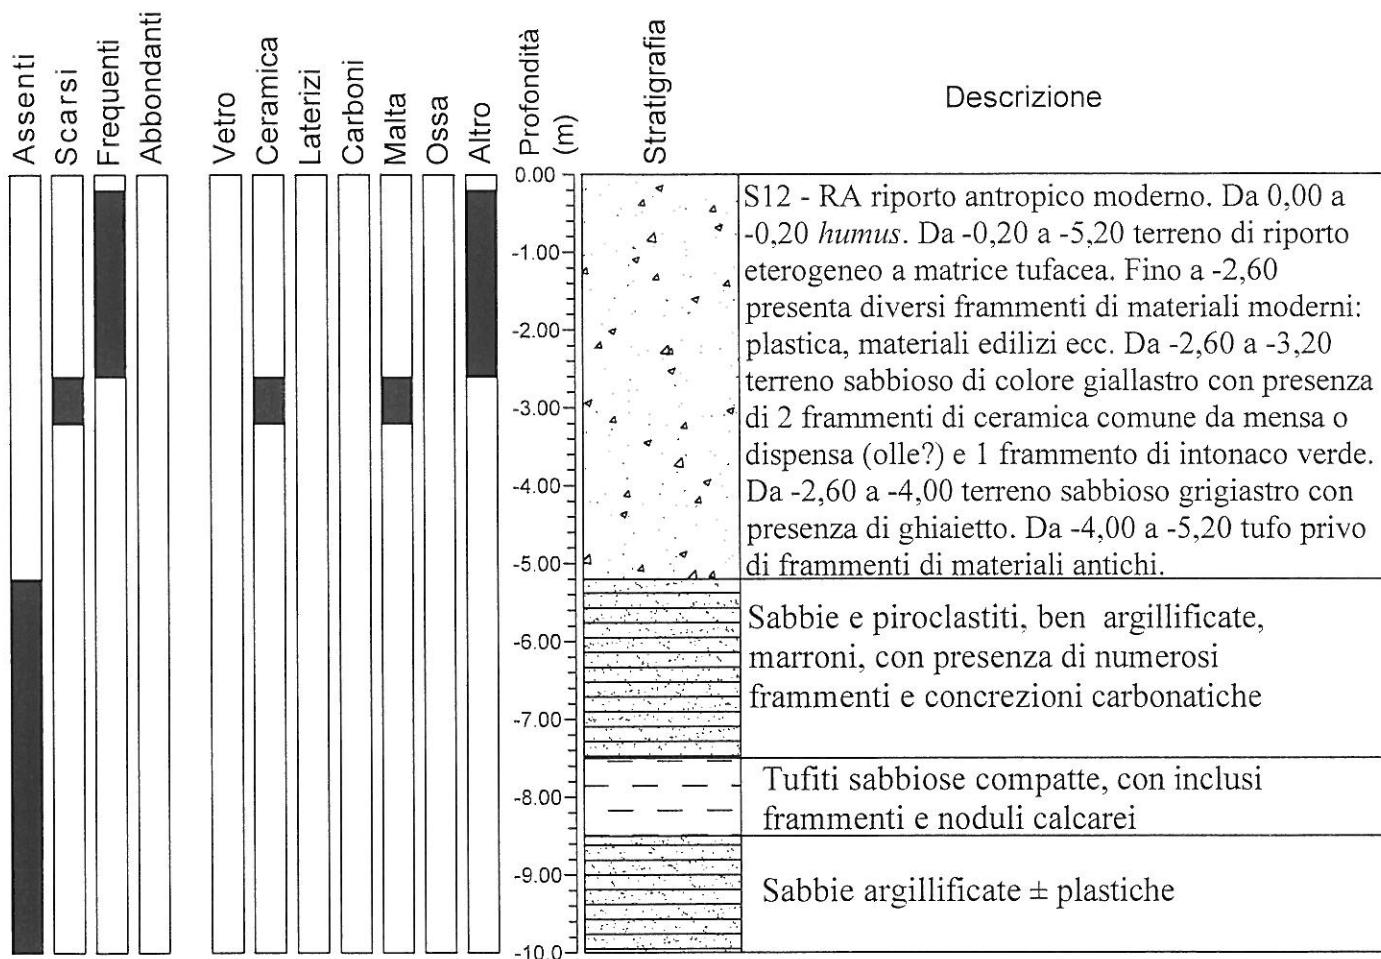 Assenti
Scarsi
Frequenti
Abbondanti
Vetro
Ceramica
Laterizi
Carboni
Malta
Ossa
Altro
Profondità
(m)
Stratigrafia
Descrizione
0.00
-1.00
-2.00
-3.00
-4.00
-5.00
-6.00
-7.00
-8.00
-9.00
-10.0
S12 - RA riporto antropico moderno. Da 0,00 a
-0,20 humus. Da -0,20 a -5,20 terreno di riporto
eterogeneo a matrice tufacea. Fino a -2,60
presenta diversi frammenti di materiali moderni:
plastica, materiali edilizi ecc. Da -2,60 a -3,20
terreno sabbioso di colore giallastro con presenza
di 2 frammenti di ceramica comune da mensa o
dispensa (olle?) e 1 frammento di intonaco verde.
Da -2,60 a -4,00 terreno sabbioso grigiastro con
presenza di ghiaietto. Da -4,00 a -5,20 tufo privo
di frammenti di materiali antichi.
Sabbie e piroclastiti, ben argillificate,
marroni, con presenza di numerosi
frammenti e concrezioni carbonatiche
Tufiti sabbiose compatte, con inclusi
frammenti e noduli calcarei
Sabbie argillificate ± plastiche